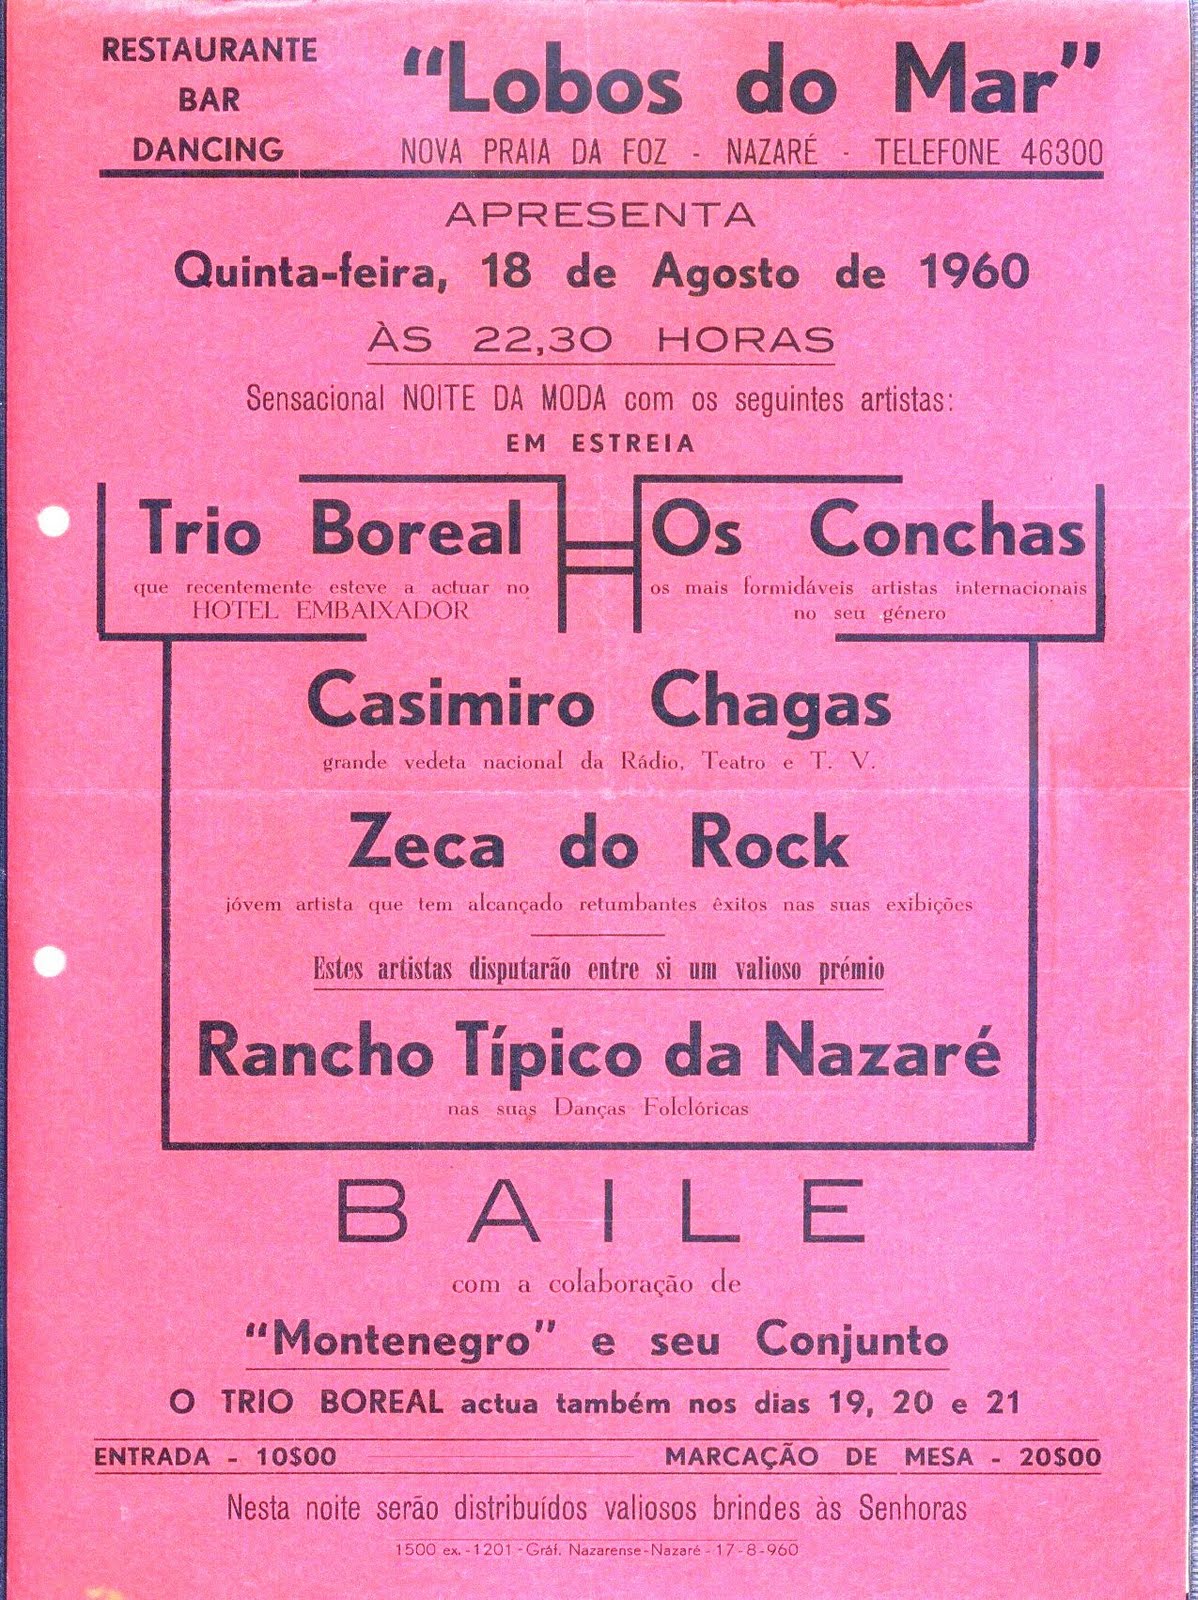 RESTAURANTE
BAR
DANCING
"Lobos do Mar"
NOVA PRAIA DA FOZ - NAZARÉ - TELEFONE 46300
APRESENTA
Quinta-feira, 18 de Agosto de 1960
ÀS 22,30 HORAS
Sensacional NOITE DA MODA com os seguintes artistas:
EM ESTREIA
Trio Boreal
que recentemente esteve a actuar no
HOTEL EMBAIXADOR
Os Conchas
os mais formidáveis artistas internacionais
no seu género
Casimiro Chagas
grande vedeta nacional da Rádio, Teatro e T. V.
Zeca do Rock
jóvem artista que tem alcançado retumbantes êxitos nas suas exibições
Estes artistas disputarão entre si um valioso prémio
Rancho Típico da Nazaré
nas suas Danças Folclóricas
BAILE
com a colaboração de
"Montenegro" e seu Conjunto
O TRIO BOREAL actua também nos dias 19, 20 e 21
ENTRADA - 10$00 MARCAÇÃO DE MESA - 20$00
Nesta noite serão distribuídos valiosos brindes às Senhoras
1500 ex. - 1201 - Gráf. Nazarense - Nazaré - 17-8-960